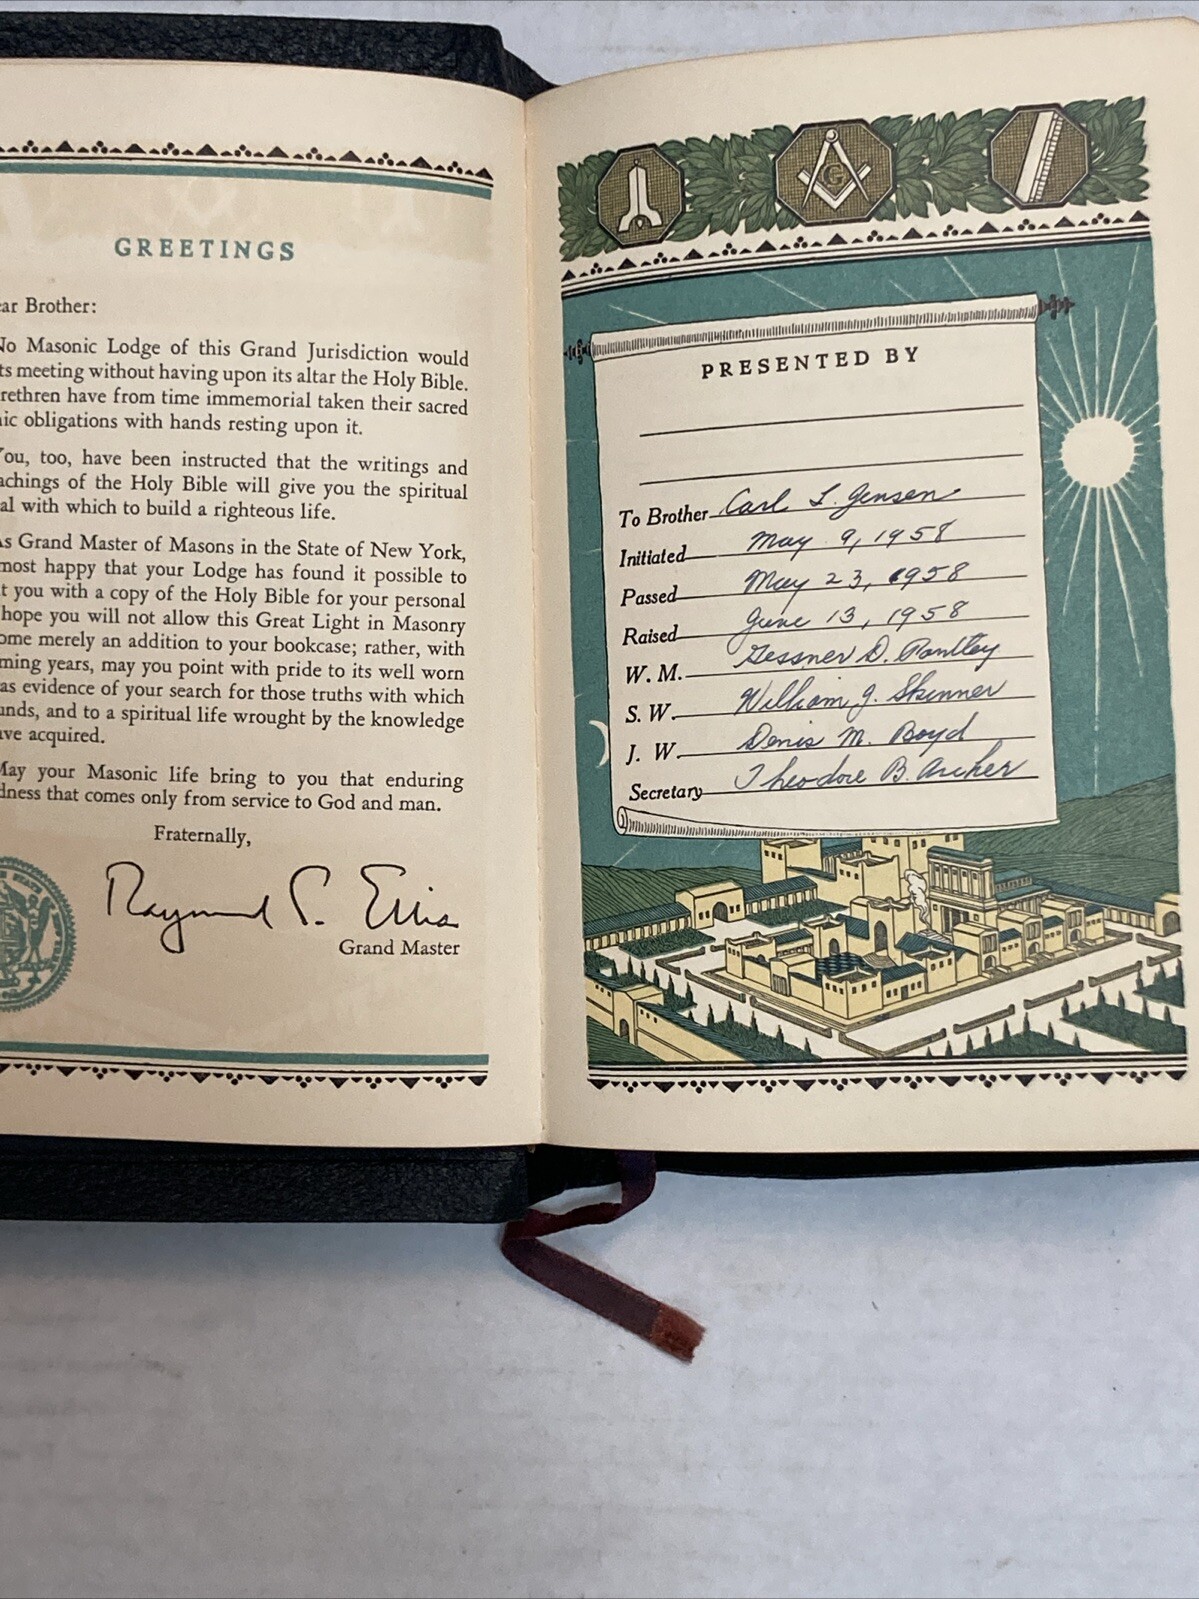 GREETINGS
ar Brother:
No Masonic Lodge of this Grand Jurisdiction would
ts meeting without having upon its altar the Holy Bible.
rethren have from time immemorial taken their sacred
ic obligations with hands resting upon it.
You, too, have been instructed that the writings and
achings of the Holy Bible will give you the spiritual
al with which to build a righteous life.
As Grand Master of Masons in the State of New York,
most happy that your Lodge has found it possible to
t you with a copy of the Holy Bible for your personal
hope you will not allow this Great Light in Masonry
ome merely an addition to your bookcase; rather, with
ming years, may you point with pride to its well worn
as evidence of your search for those truths with which
unds, and to a spiritual life wrought by the knowledge
ve acquired.
May your Masonic life bring to you that enduring
dness that comes only from service to God and man.
Fraternally,
Raymond C. Ellis
Grand Master
G
PRESENTED BY
To Brother Carl L. Jensen
Initiated May 9, 1958
Passed May 23, 1958
Raised June 13, 1958
W. M. Gessner D.
S. W. William J. Skinner
J. W. Denis M. Boyd
Secretary Theodore B. Archer